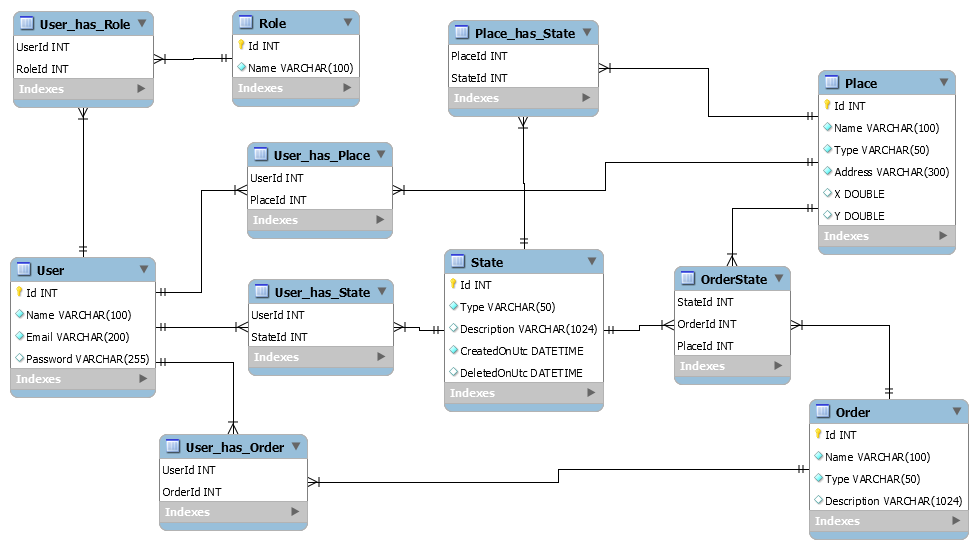 User_has_Role
UserId INT
RoleId INT
Indexes
Role
Id INT
Name VARCHAR(100)
Indexes
Place_has_State
PlaceId INT
StateId INT
Indexes
Place
Id INT
Name VARCHAR(100)
Type VARCHAR(50)
Address VARCHAR(300)
X DOUBLE
Y DOUBLE
Indexes
User_has_Place
UserId INT
PlaceId INT
Indexes
User
Id INT
Name VARCHAR(100)
Email VARCHAR(200)
Password VARCHAR(255)
Indexes
User_has_State
UserId INT
StateId INT
Indexes
State
Id INT
Type VARCHAR(50)
Description VARCHAR(1024)
CreatedOnUtc DATETIME
DeletedOnUtc DATETIME
Indexes
OrderState
StateId INT
OrderId INT
PlaceId INT
Indexes
User_has_Order
UserId INT
OrderId INT
Indexes
Order
Id INT
Name VARCHAR(100)
Type VARCHAR(50)
Description VARCHAR(1024)
Indexes